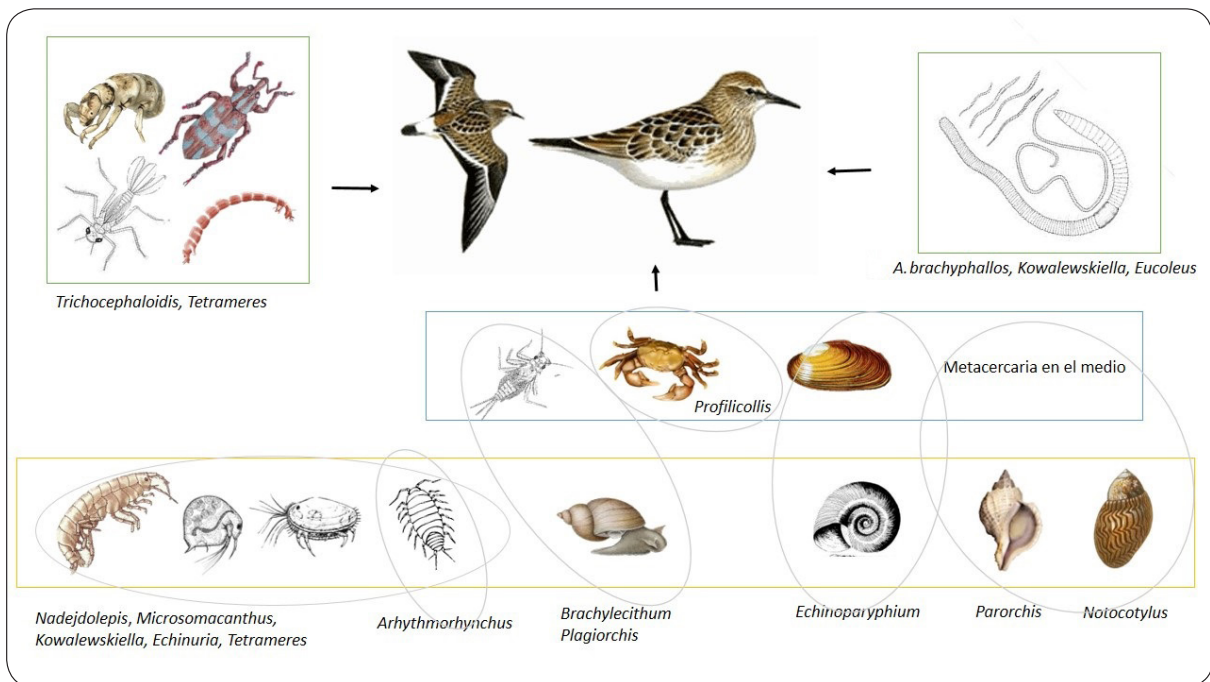 Trichocephaloidis, Tetrameres
A. brachyphallos, Kowalewskiella, Eucoleus
Profilicollis
Metacercaria en el medio
Nadejdolepis, Microsomacanthus,
Kowalewskiella, Echinuria, Tetrameres
Arhythmorhynchus
Brachylecithum
Plagiorchis
Echinoparyphium
Parorchis
Notocotylus